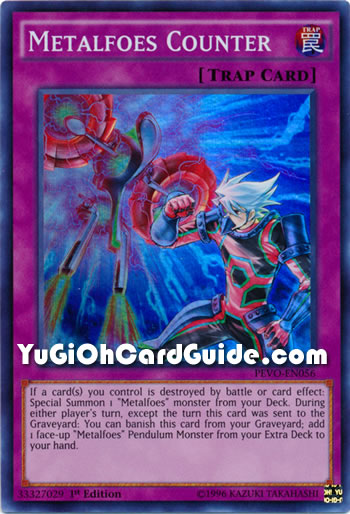 METALFOES COUNTER
TRAP
罠
[TRAP CARD]
YuGiOhCardGuide.com
PEVO-EN056
If a card(s) you control is destroyed by battle or card effect:
Special Summon 1 "Metalfoes" monster from your Deck. During
either player's turn, except the turn this card was sent to the
Graveyard: You can banish this card from your Graveyard; add
1 face-up "Metalfoes" Pendulum Monster from your Extra Deck to
your hand.
33327029 1st Edition ©1996 KAZUKI TAKAHASHI